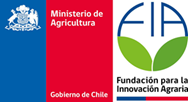 Ministerio de
Agricultura
Gobierno de Chile
FIA
Fundación para la
Innovación Agraria